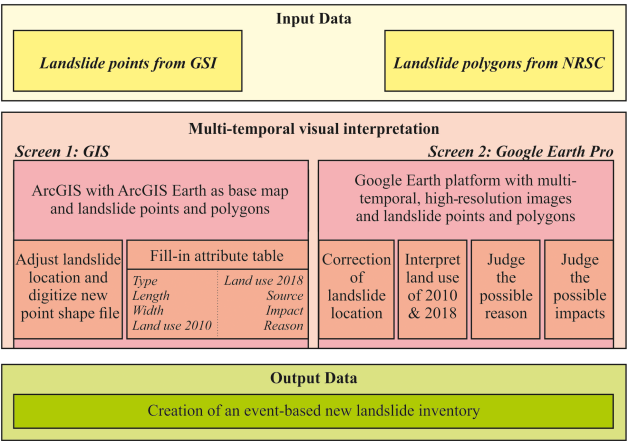 Input Data
Landslide points from GSI
Landslide polygons from NRSC
Multi-temporal visual interpretation
Screen 1: GIS
Screen 2: Google Earth Pro
ArcGIS with ArcGIS Earth as base map
and landslide points and polygons
Google Earth platform with multi-
temporal, high-resolution images
and landslide points and polygons
Adjust landslide
location and
digitize new
point shape file
Fill-in attribute table
Type
Length
Width
Land use 2010
Land use 2018
Source
Impact
Reason
Correction
of
landslide
location
Interpret
land use
of 2010
& 2018
Judge
the
possible
reason
Judge
the
possible
impacts
Output Data
Creation of an event-based new landslide inventory